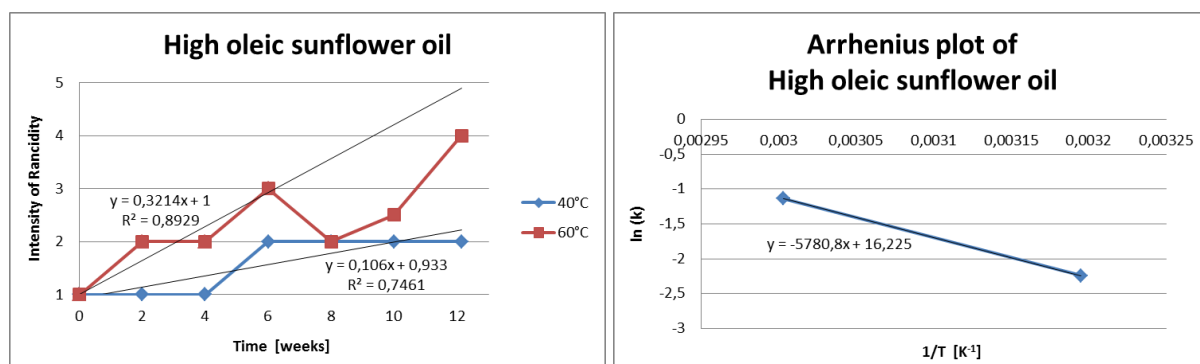 High oleic sunflower oil
Intensity of Rancidity
5
4
3
2
1
0
2
4
6
8
10
12
Time [weeks]
y = 0,3214x + 1
R² = 0,8929
y = 0,106x + 0,933
R² = 0,7461
40°C
60°C
Arrhenius plot of
High oleic sunflower oil
ln (k)
0
-0,5
-1
-1,5
-2
-2,5
-3
0,00295
0,003
0,00305
0,0031
0,00315
0,0032
0,00325
y = -5780,8x + 16,225
1/T [K⁻¹]